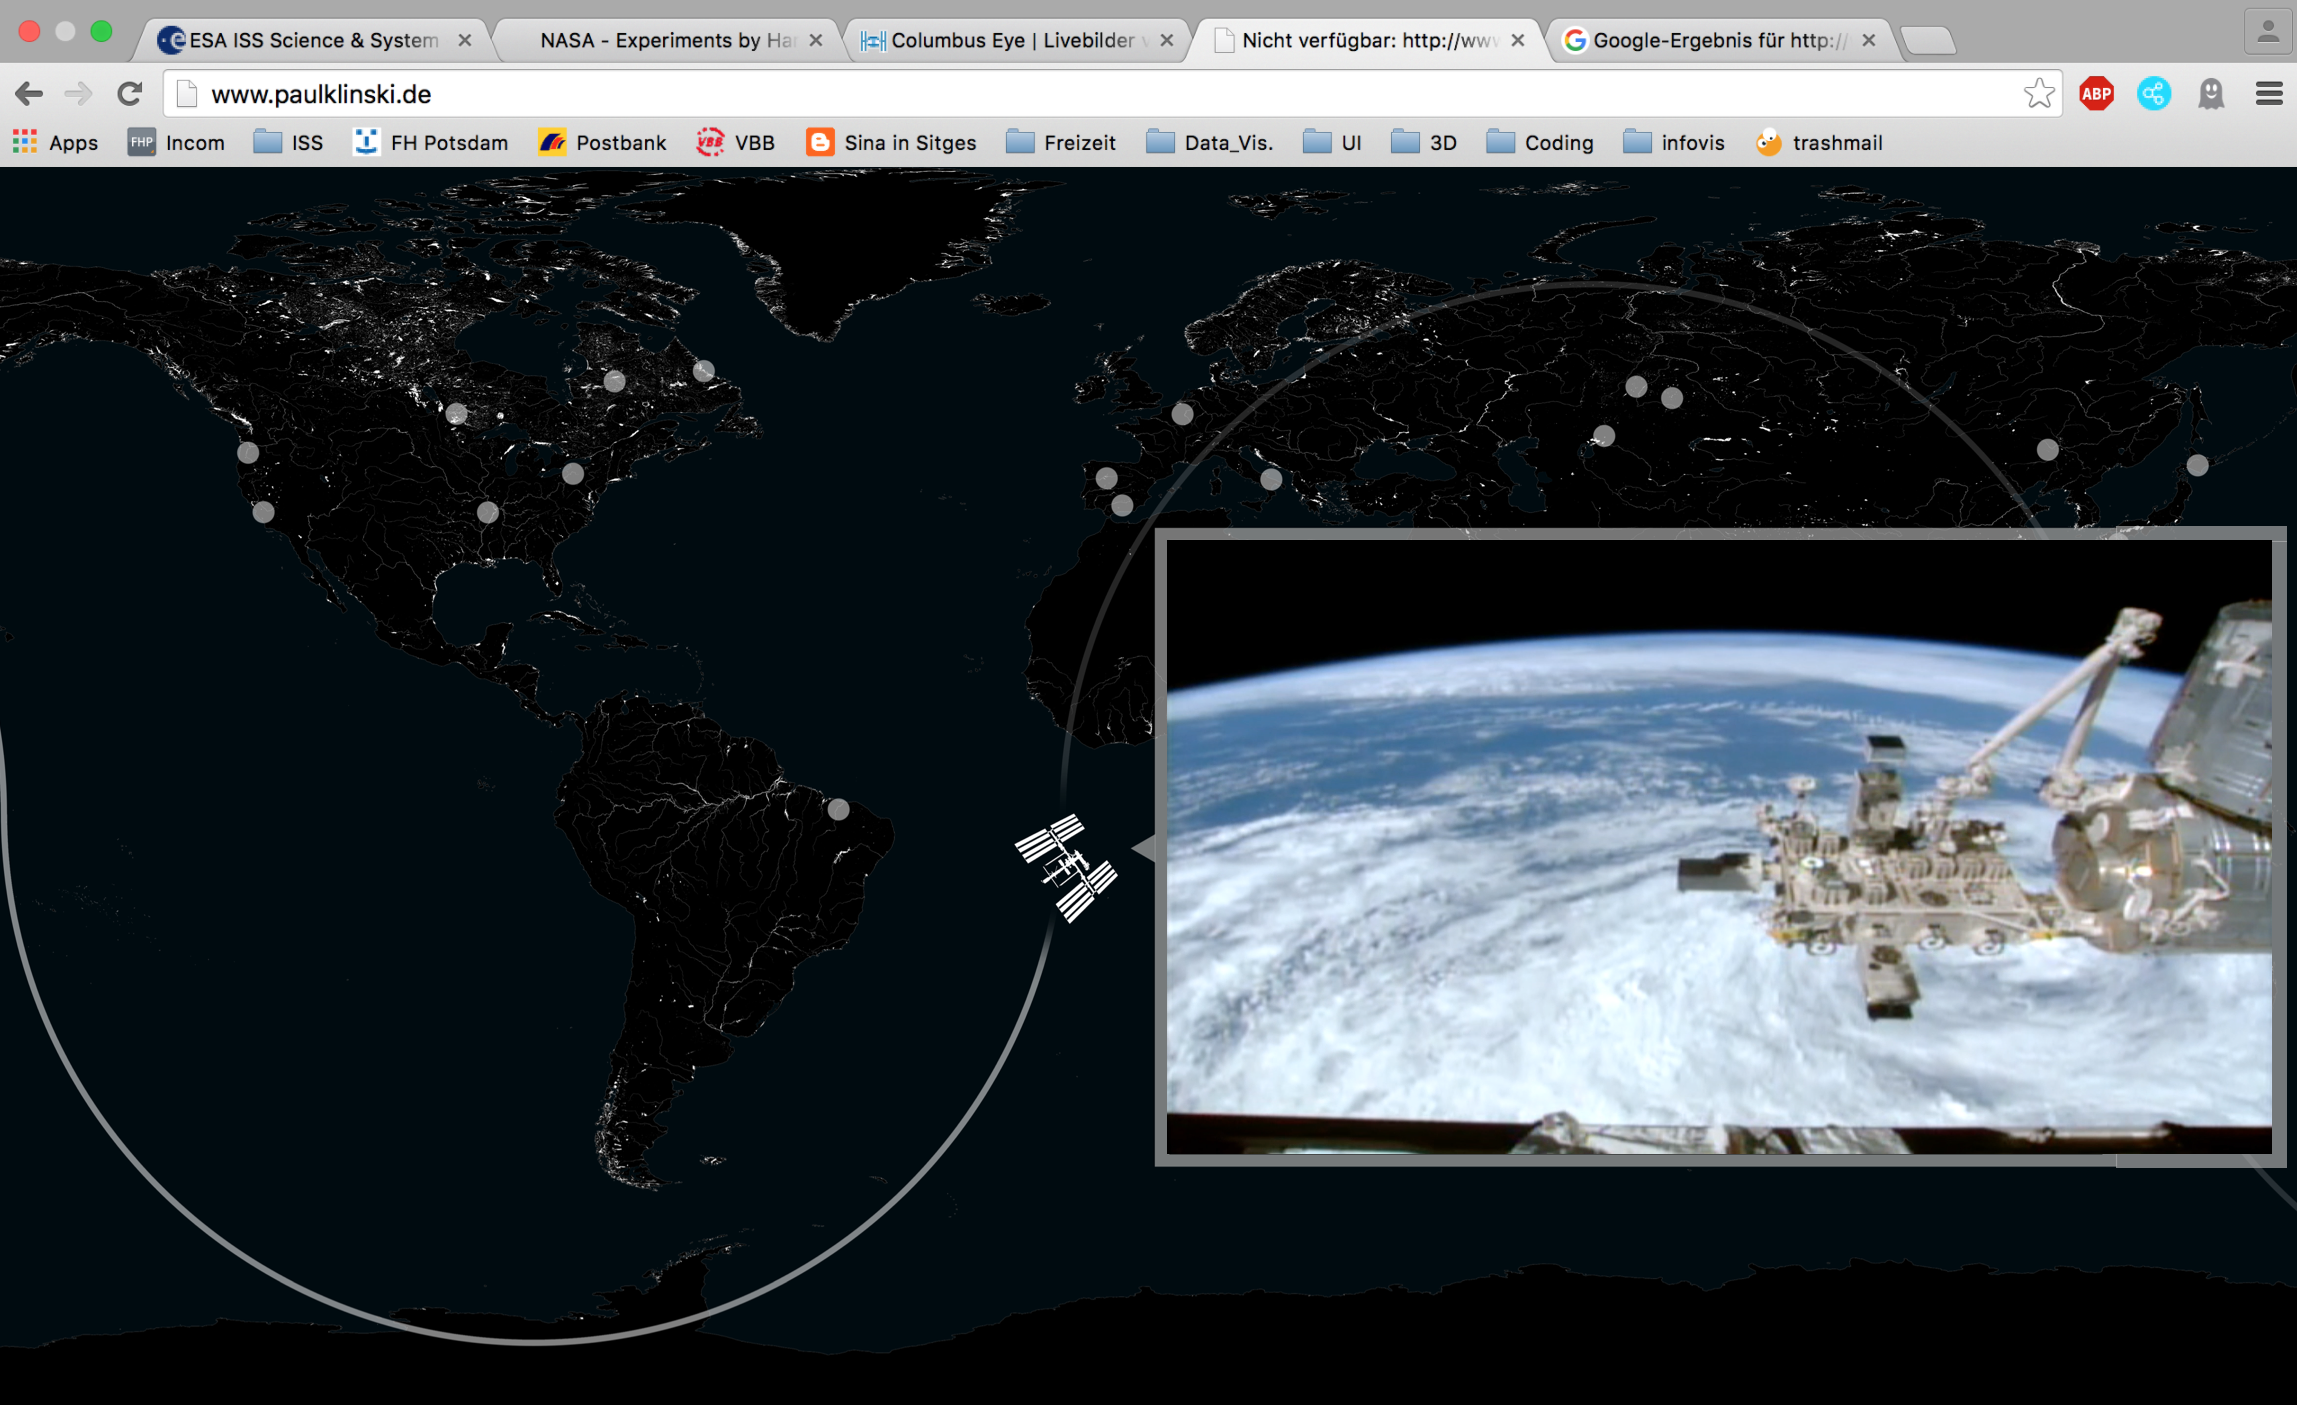 ESA ISS Science & System
NASA - Experiments by Har
Columbus Eye | Livebilder v
Nicht verfügbar: http://www
Google-Ergebnis für http://
www.paulklinski.de
ABP
Apps
FHP
Incom
ISS
FH Potsdam
Postbank
VBB
VBB
Sina in Sitges
Freizeit
Data_Vis.
UI
3D
Coding
infovis
trashmail